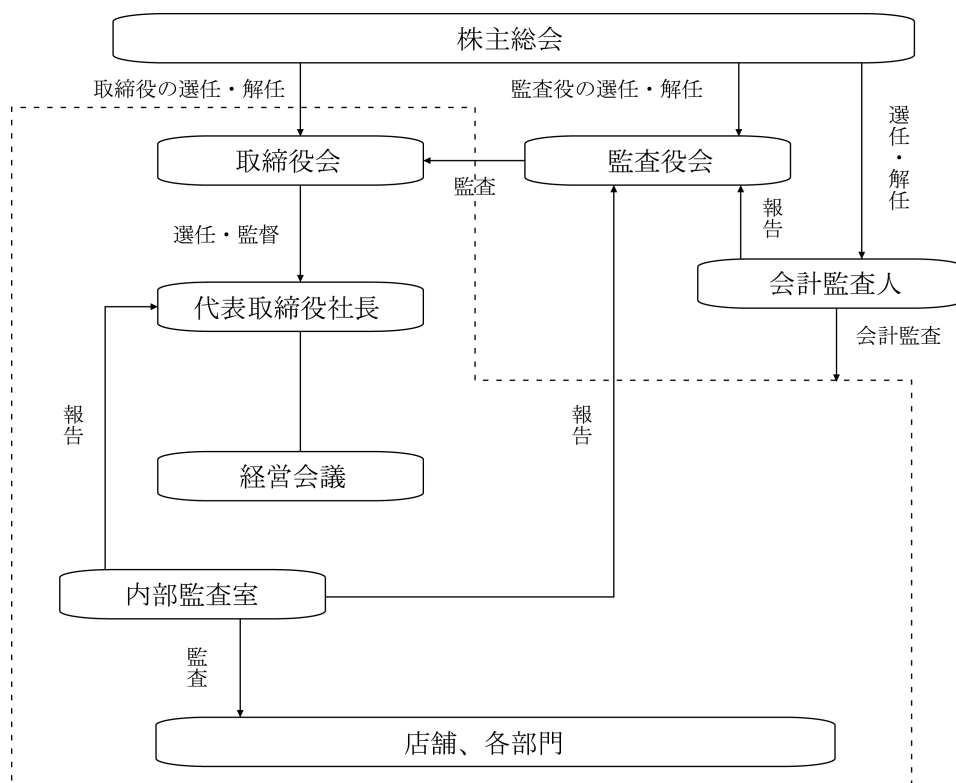 株主総会
取締役の選任・解任
監査役の選任・解任
選任・解任
取締役会
監査
監査役会
選任・監督
報告
会計監査人
代表取締役社長
会計監査
報告
報告
経営会議
内部監査室
監査
店舗、各部門